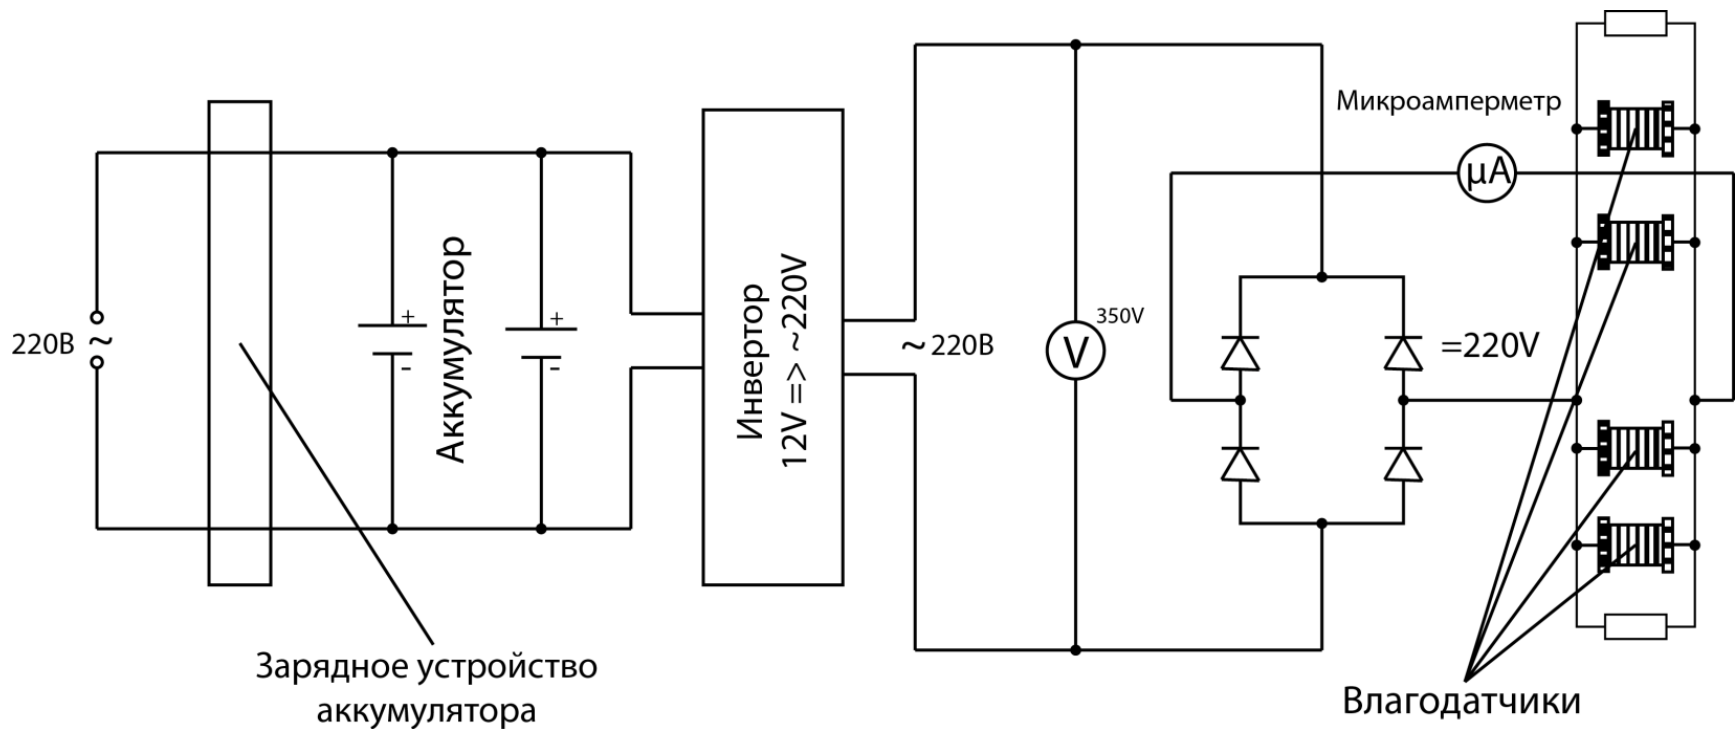 Микроамперметр
μA
350V
+
+
220В
~
-
-
Аккумулятор
Инвертор
12V => ~220V
~ 220В
V
=220V
Зарядное устройство
аккумулятора
Влагодатчики